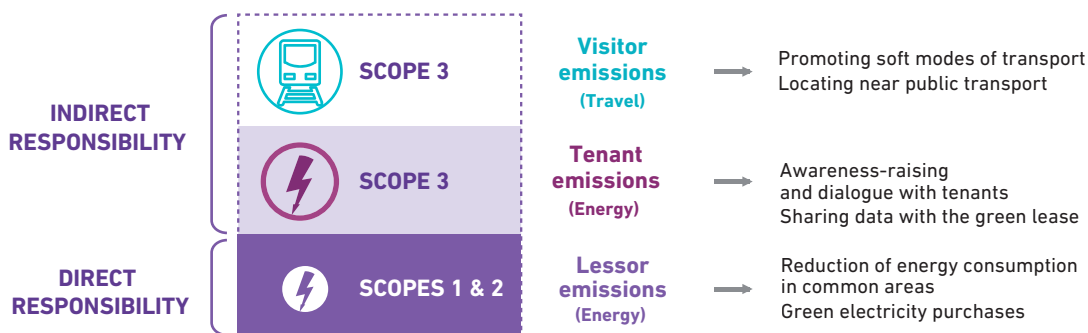 INDIRECT
RESPONSIBILITY
SCOPE 3
Visitor
emissions
(Travel)
Promoting soft modes of transport
Locating near public transport
SCOPE 3
Tenant
emissions
(Energy)
Awareness-raising
and dialogue with tenants
Sharing data with the green lease
DIRECT
RESPONSIBILITY
SCOPES 1 & 2
Lessor
emissions
(Energy)
Reduction of energy consumption
in common areas
Green electricity purchases